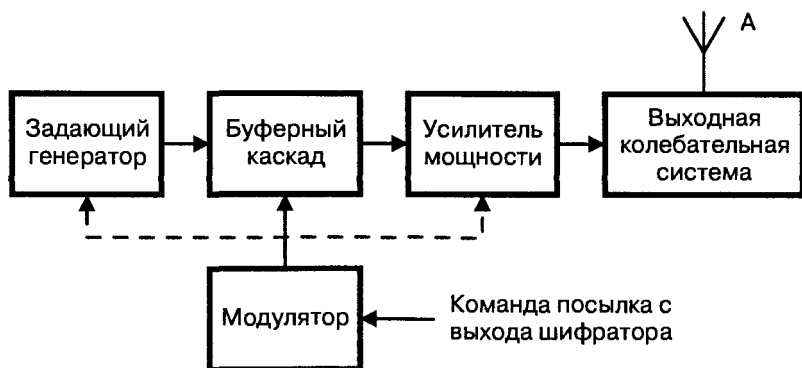 А
Задающий
генератор
Буферный
каскад
Усилитель
мощности
Выходная
колебательная
система
Модулятор
Команда посылка с
выхода шифратора